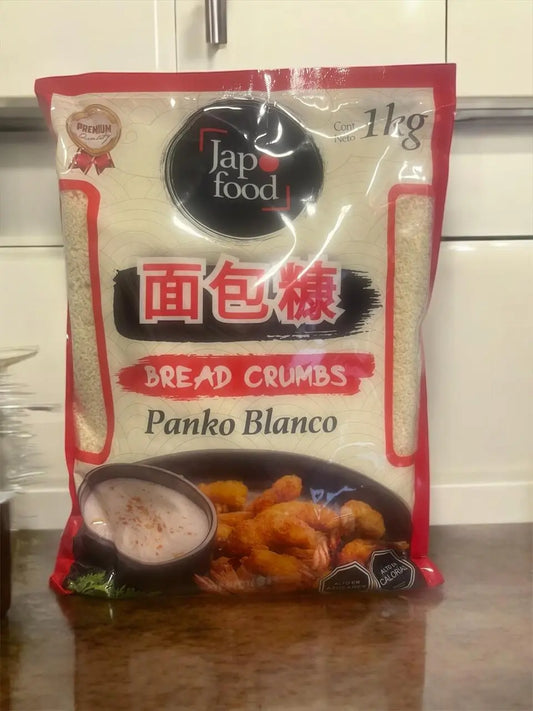 PREMIUM
Quality
Jap
food
Cont
Neto
1kg
面包糠
BREAD CRUMBS
Panko Blanco
ALTO EN
AZÚCARES
ALTO EN
CALORÍAS